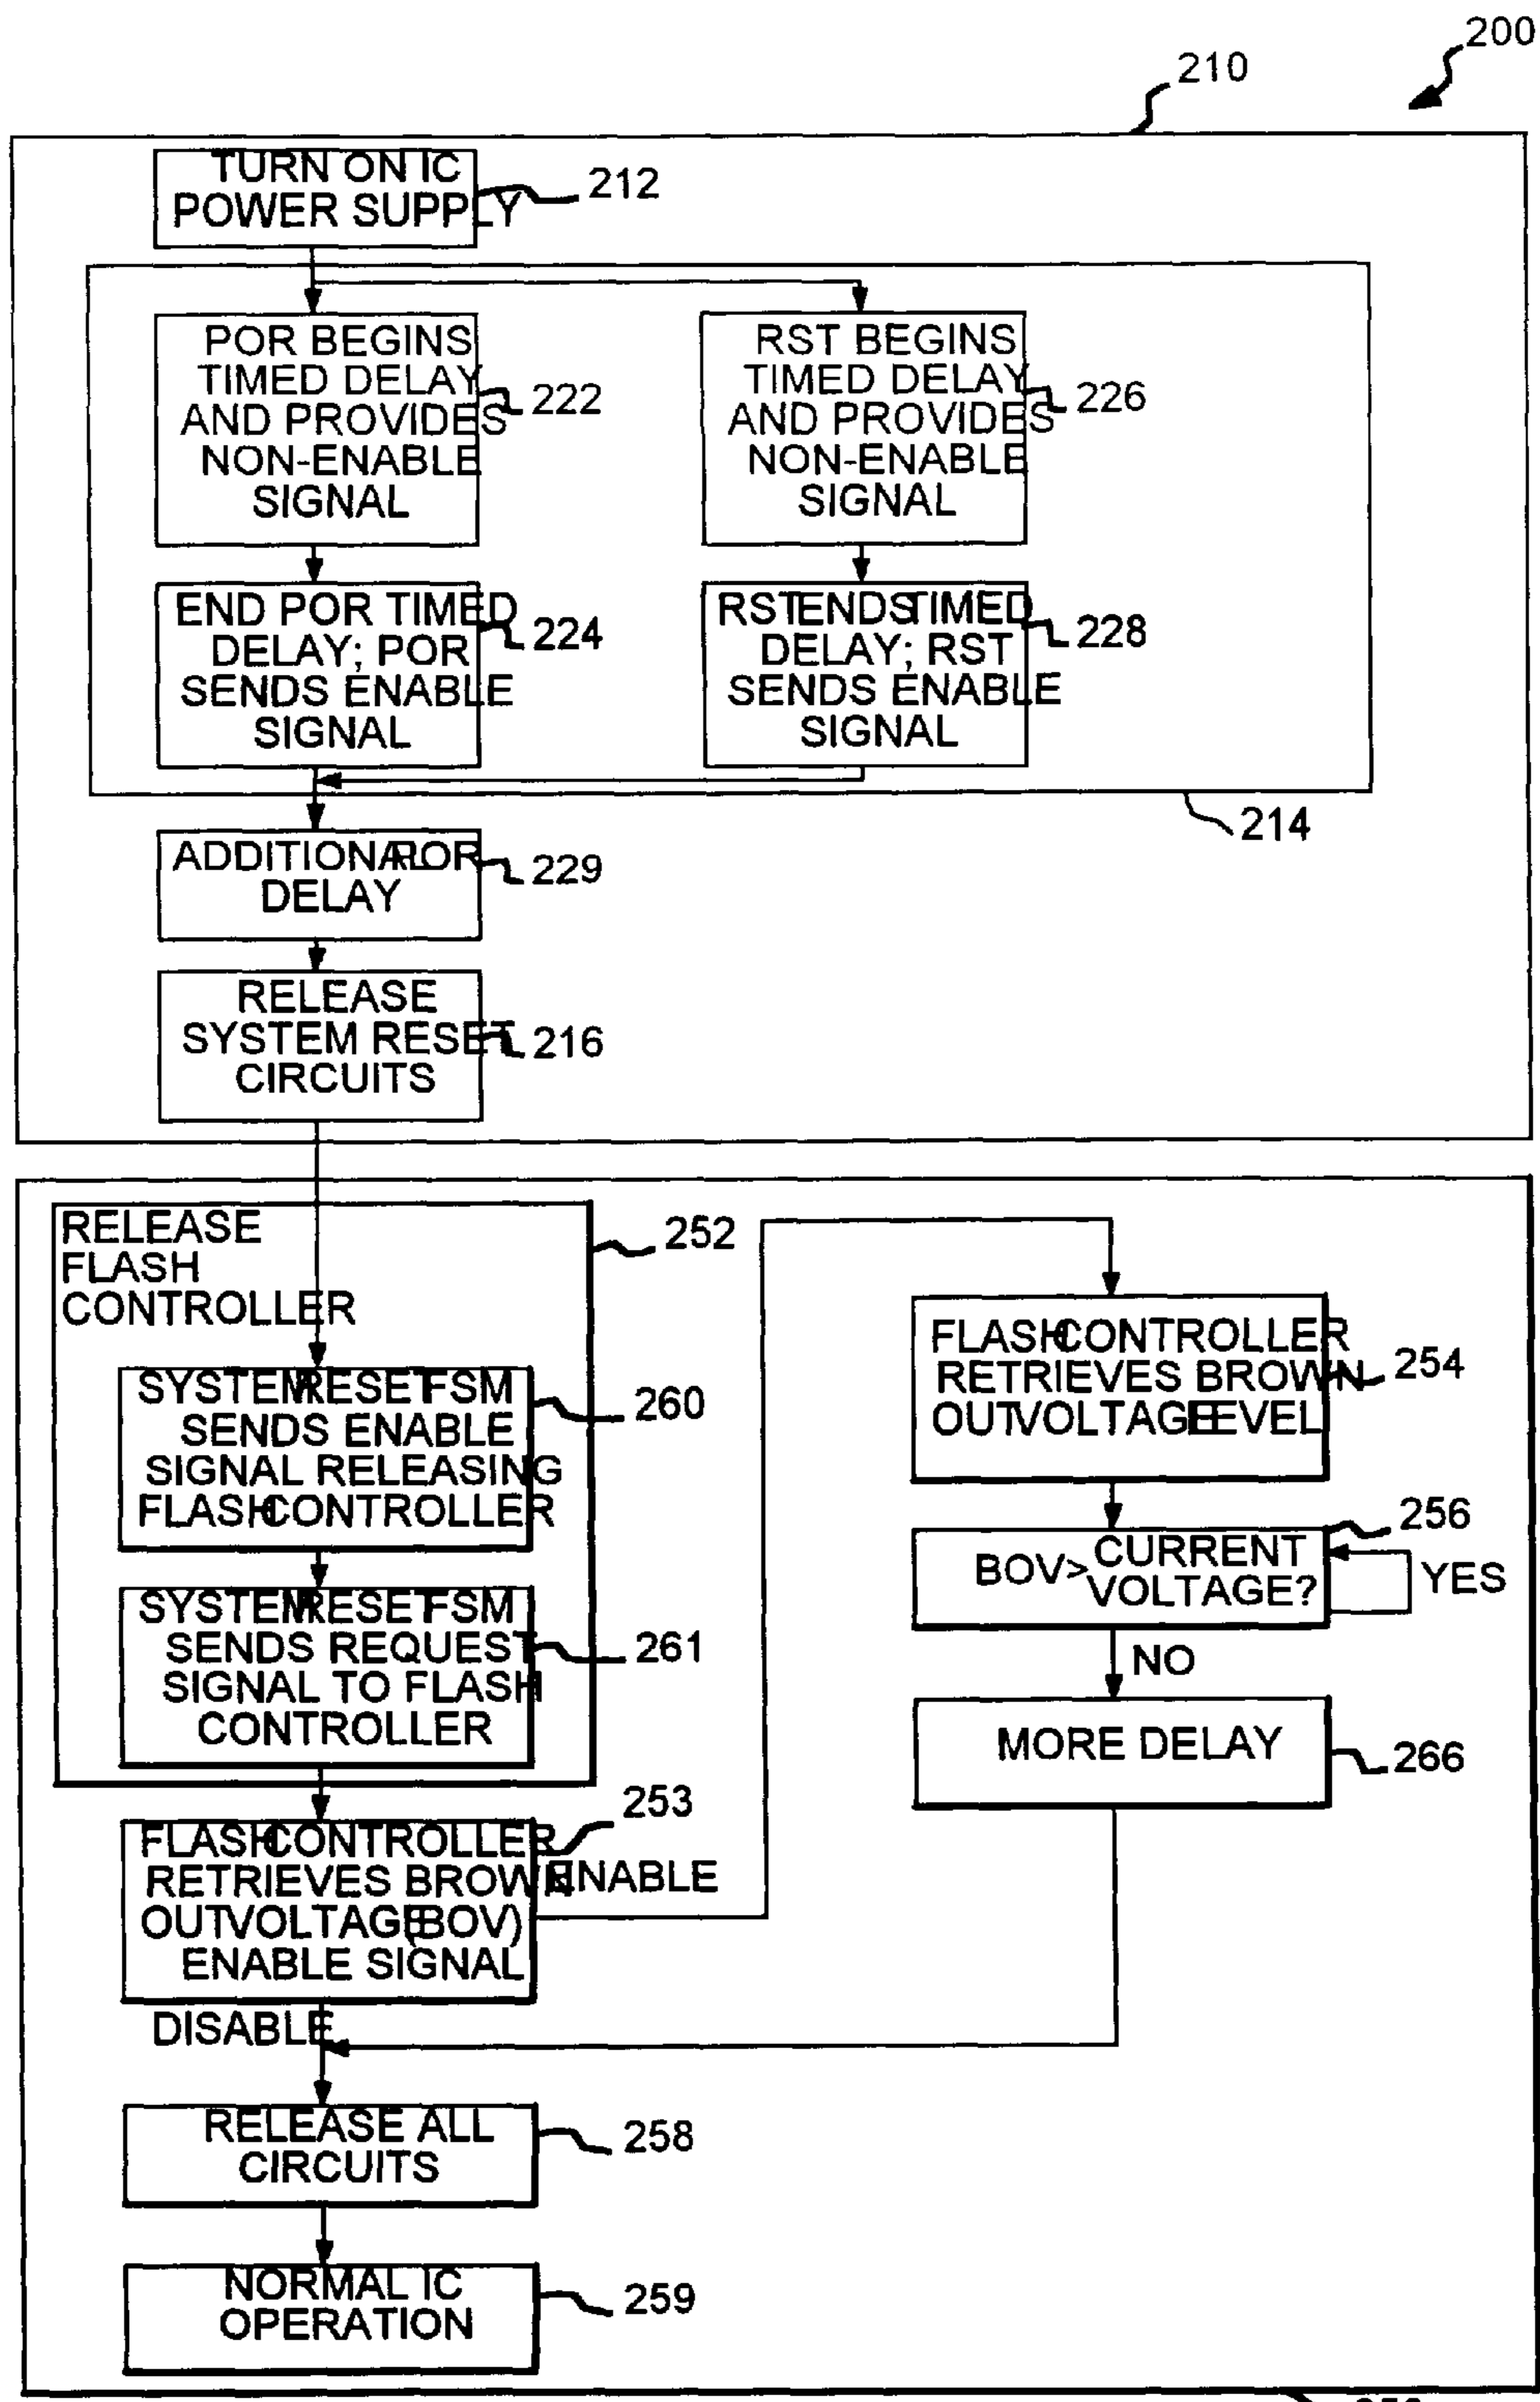 200
210
TURN ON IC
POWER SUPPLY
212
POR BEGINS
TIMED DELAY
AND PROVIDES
NON-ENABLE
SIGNAL
222
RST BEGINS
TIMED DELAY
AND PROVIDES
NON-ENABLE
SIGNAL
226
END POR TIMED
DELAY; POR
SENDS ENABLE
SIGNAL
224
RST ENDS TIMED
DELAY; RST
SENDS ENABLE
SIGNAL
228
214
ADDITIONAL POR
DELAY
229
RELEASE
SYSTEM RESET
CIRCUITS
216
RELEASE
FLASH
CONTROLLER
252
SYSTEM RESET FSM
SENDS ENABLE
SIGNAL RELEASING
FLASH CONTROLLER
260
SYSTEM RESET FSM
SENDS REQUEST
SIGNAL TO FLASH
CONTROLLER
261
FLASH CONTROLLER
RETRIEVES BROWN
OUT VOLTAGE (BOV)
ENABLE SIGNAL
253
ENABLE
DISABLE
FLASH CONTROLLER
RETRIEVES BROWN
OUT VOLTAGE LEVEL
254
BOV> CURRENT
VOLTAGE?
256
YES
NO
MORE DELAY
266
RELEASE ALL
CIRCUITS
258
NORMAL IC
OPERATION
259